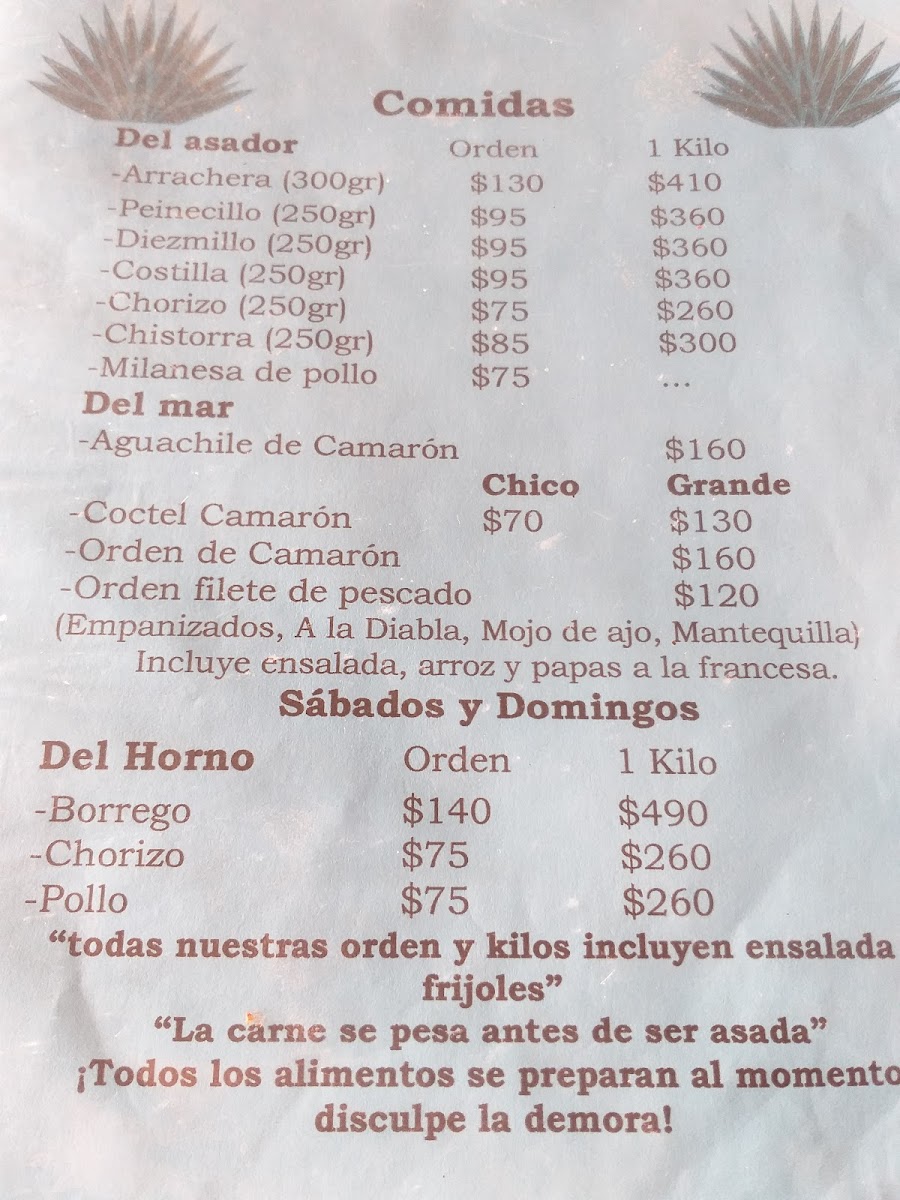 Comidas
Del asador Orden 1 Kilo
-Arrachera (300gr) $130 $410
-Peinecillo (250gr) $95 $360
-Diezmillo (250gr) $95 $360
-Costilla (250gr) $95 $360
-Chorizo (250gr) $75 $260
-Chistorra (250gr) $85 $300
-Milanesa de pollo $75 ...
Del mar
-Aguachile de Camarón $160
Chico Grande
-Coctel Camarón $70 $130
-Orden de Camarón $160
-Orden filete de pescado $120
(Empanizados, A la Diabla, Mojo de ajo, Mantequilla)
Incluye ensalada, arroz y papas a la francesa.
Sábados y Domingos
Del Horno Orden 1 Kilo
-Borrego $140 $490
-Chorizo $75 $260
-Pollo $75 $260
“todas nuestras orden y kilos incluyen ensalada
frijoles”
“La carne se pesa antes de ser asada”
¡Todos los alimentos se preparan al momento
disculpe la demora!